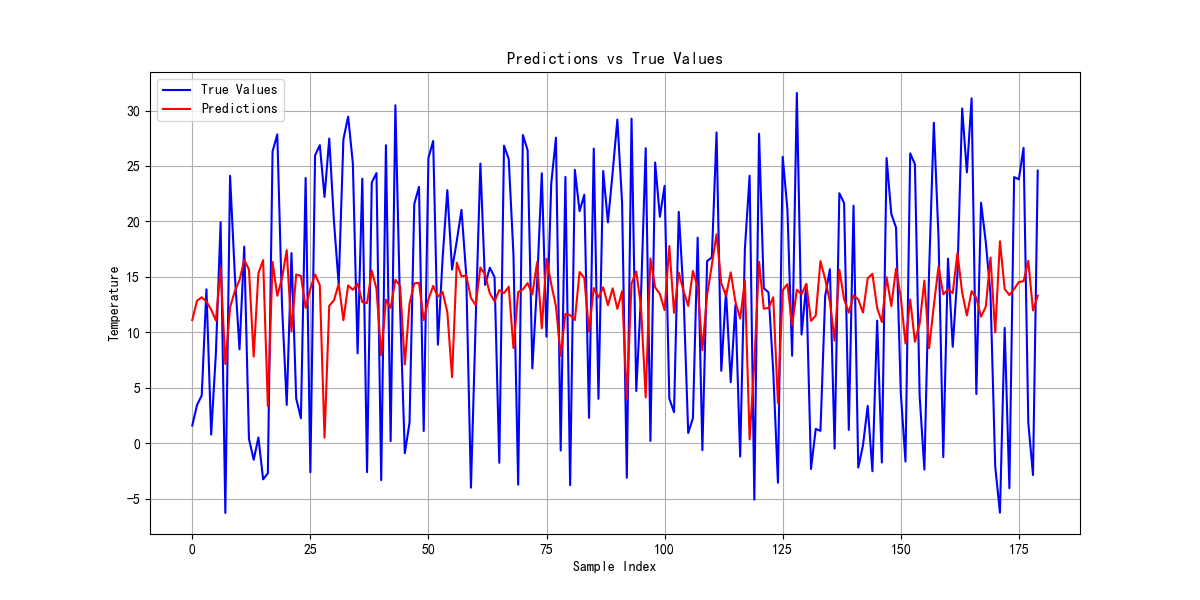 Predictions vs True Values
True Values
Predictions
Temperature
30
25
20
15
10
5
0
−5
0 25 50 75 100 125 150 175
Sample Index